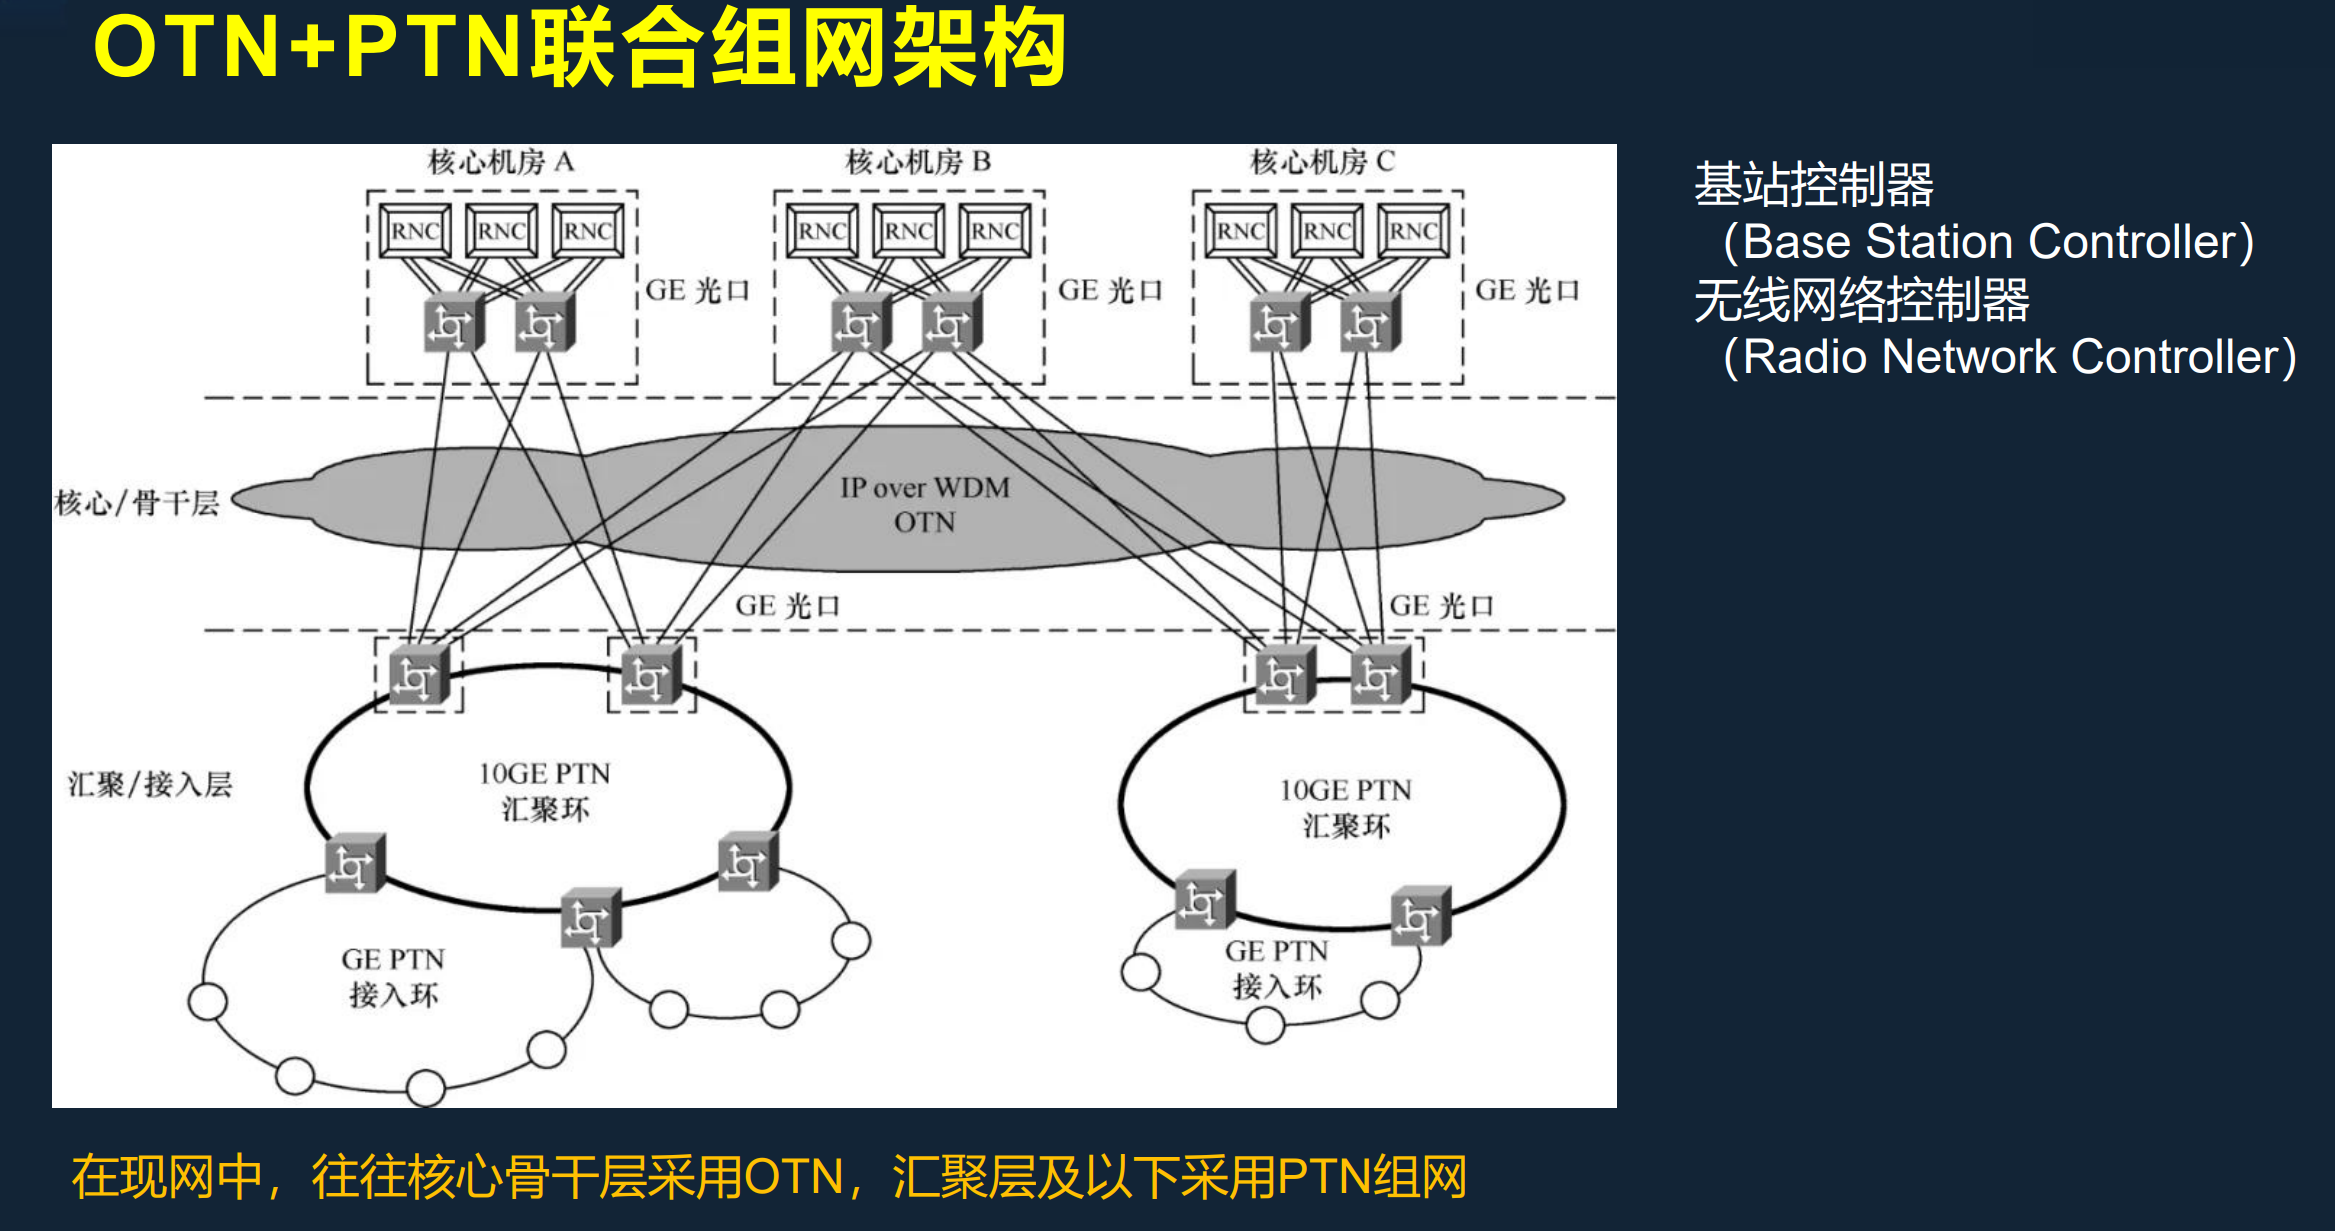 OTN+PTN联合组网架构
核心机房 A
核心机房 B
核心机房 C
RNC RNC RNC
RNC RNC RNC
RNC RNC RNC
GE 光口
GE 光口
GE 光口
基站控制器
（Base Station Controller）
无线网络控制器
（Radio Network Controller）
核心/骨干层
IP over WDM
OTN
GE 光口
GE 光口
汇聚/接入层
10GE PTN
汇聚环
10GE PTN
汇聚环
GE PTN
接入环
GE PTN
接入环
在现网中，往往核心骨干层采用OTN，汇聚层及以下采用PTN组网